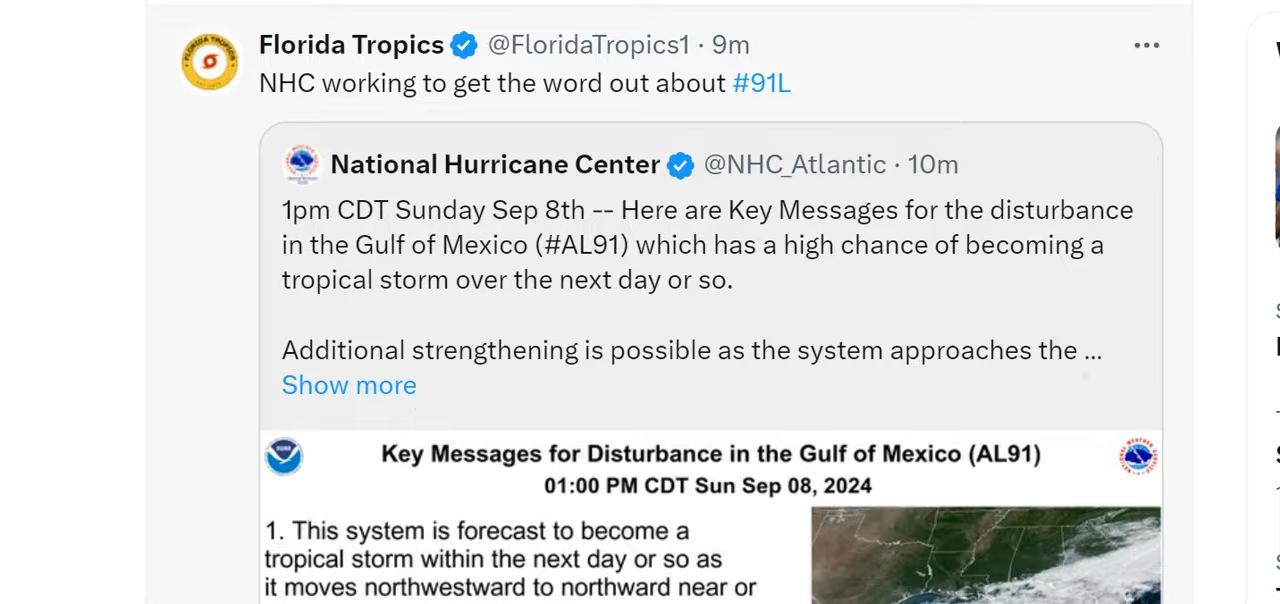 Florida Tropics @FloridaTropics1 · 9m
NHC working to get the word out about #91L
National Hurricane Center @NHC_Atlantic · 10m
1pm CDT Sunday Sep 8th -- Here are Key Messages for the disturbance
in the Gulf of Mexico (#AL91) which has a high chance of becoming a
tropical storm over the next day or so.
Additional strengthening is possible as the system approaches the ...
Show more
Key Messages for Disturbance in the Gulf of Mexico (AL91)
01:00 PM CDT Sun Sep 08, 2024
1. This system is forecast to become a
tropical storm within the next day or so as
it moves northwestward to northward near or